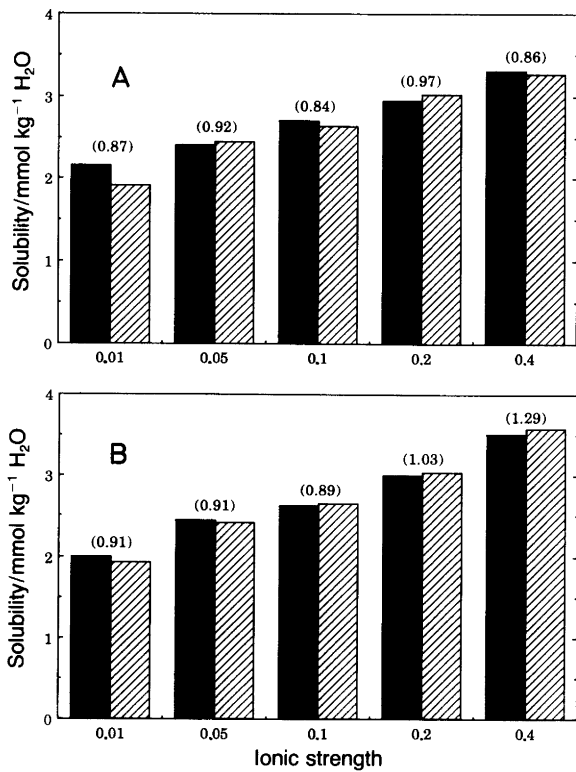 4
A
(0.86)
(0.97)
(0.84)
(0.92)
(0.87)
3
2
1
0
Solubility/mmol kg⁻¹ H₂O
0.01 0.05 0.1 0.2 0.4
4
B
(1.29)
(1.03)
(0.89)
(0.91)
(0.91)
3
2
1
0
Solubility/mmol kg⁻¹ H₂O
0.01 0.05 0.1 0.2 0.4
Ionic strength